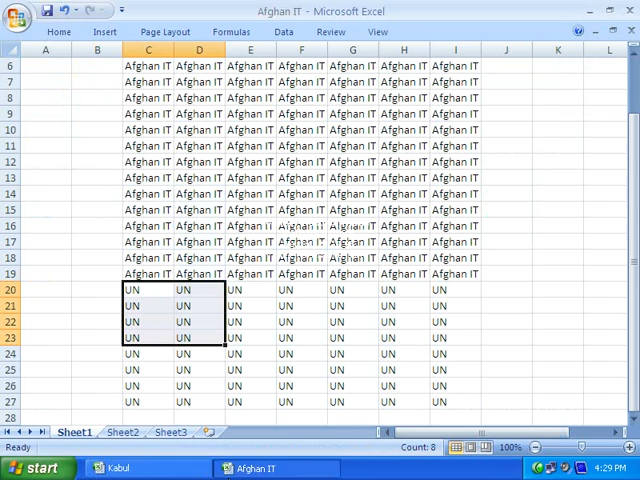 Afghan IT - Microsoft Excel
Home Insert Page Layout Formulas Data Review View
A B C D E F G H I J K L
6 Afghan IT Afghan IT Afghan IT Afghan IT Afghan IT Afghan IT Afghan IT
7 Afghan IT Afghan IT Afghan IT Afghan IT Afghan IT Afghan IT Afghan IT
8 Afghan IT Afghan IT Afghan IT Afghan IT Afghan IT Afghan IT Afghan IT
9 Afghan IT Afghan IT Afghan IT Afghan IT Afghan IT Afghan IT Afghan IT
10 Afghan IT Afghan IT Afghan IT Afghan IT Afghan IT Afghan IT Afghan IT
11 Afghan IT Afghan IT Afghan IT Afghan IT Afghan IT Afghan IT Afghan IT
12 Afghan IT Afghan IT Afghan IT Afghan IT Afghan IT Afghan IT Afghan IT
13 Afghan IT Afghan IT Afghan IT Afghan IT Afghan IT Afghan IT Afghan IT
14 Afghan IT Afghan IT Afghan IT Afghan IT Afghan IT Afghan IT Afghan IT
15 Afghan IT Afghan IT Afghan IT Afghan IT Afghan IT Afghan IT Afghan IT
16 Afghan IT Afghan IT Afghan IT Afghan IT Afghan IT Afghan IT Afghan IT
17 Afghan IT Afghan IT Afghan IT Afghan IT Afghan IT Afghan IT Afghan IT
18 Afghan IT Afghan IT Afghan IT Afghan IT Afghan IT Afghan IT Afghan IT
19 Afghan IT Afghan IT Afghan IT Afghan IT Afghan IT Afghan IT Afghan IT
20 UN UN UN UN UN UN UN
21 UN UN UN UN UN UN UN
22 UN UN UN UN UN UN UN
23 UN UN UN UN UN UN UN
24 UN UN UN UN UN UN UN
25 UN UN UN UN UN UN UN
26 UN UN UN UN UN UN UN
27 UN UN UN UN UN UN UN
28
Sheet1 Sheet2 Sheet3
Ready Count: 8 100%
start Kabul Afghan IT 4:29 PM